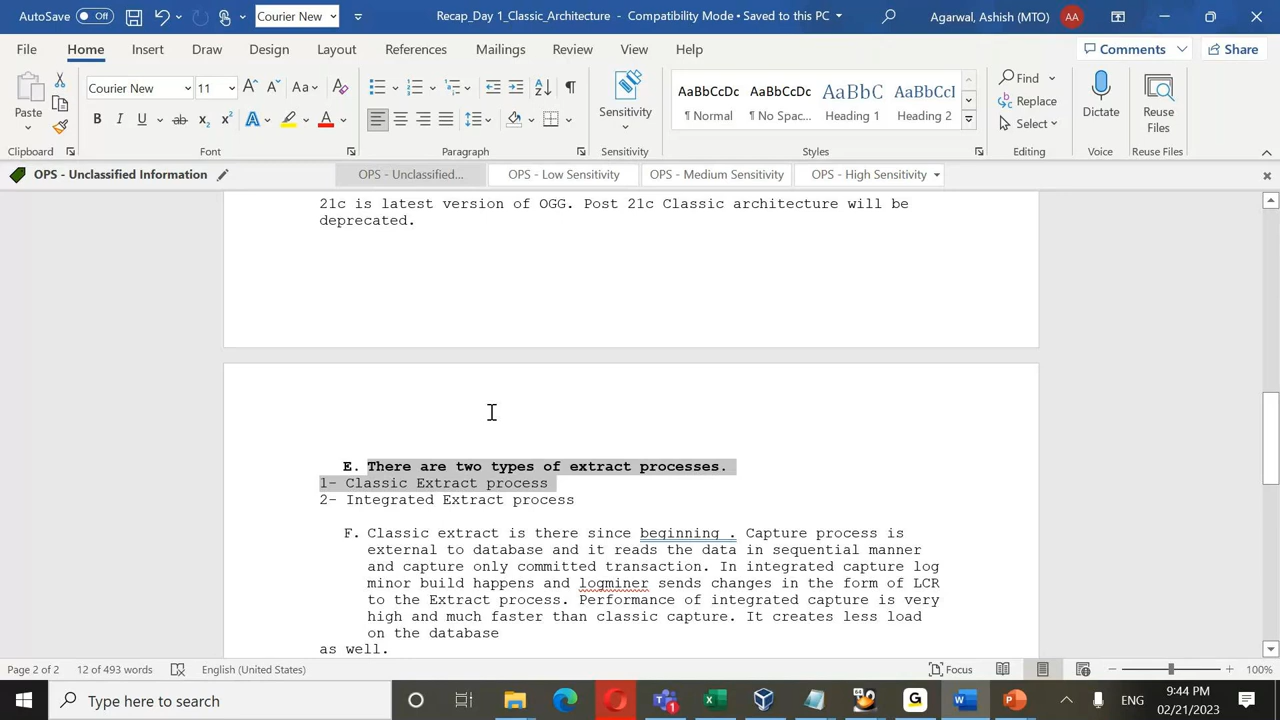 AutoSave Off Courier New Recap_Day 1_Classic_Architecture - Compatibility Mode • Saved to this PC Agarwal, Ashish (MTO) AA
File Home Insert Draw Design Layout References Mailings Review View Help Comments Share
Paste Courier New 11 Aa AaBbCcDc AaBbCcDc AaBbC AaBbCcI Find
Replace
Select
¶ Normal ¶ No Spac... Heading 1 Heading 2
Sensitivity Dictate Reuse Files
Clipboard Font Paragraph Sensitivity Styles Editing Voice Reuse Files
OPS - Unclassified Information OPS - Unclassified... OPS - Low Sensitivity OPS - Medium Sensitivity OPS - High Sensitivity
21c is latest version of OGG. Post 21c Classic architecture will be
deprecated.
E. There are two types of extract processes.
1- Classic Extract process
2- Integrated Extract process
F. Classic extract is there since beginning . Capture process is
external to database and it reads the data in sequential manner
and capture only committed transaction. In integrated capture log
minor build happens and logminer sends changes in the form of LCR
to the Extract process. Performance of integrated capture is very
high and much faster than classic capture. It creates less load
on the database
as well.
Page 2 of 2 12 of 493 words English (United States) Focus 100%
Type here to search ENG 9:44 PM
02/21/2023